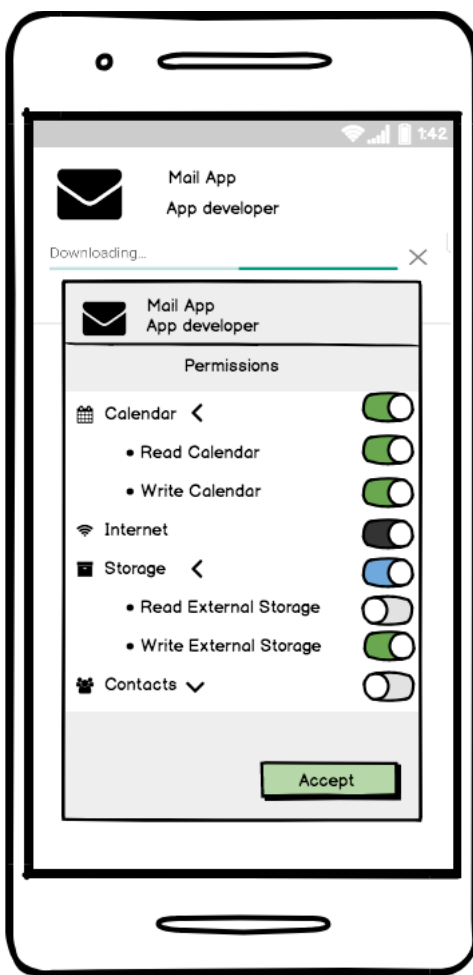 1:42
Mail App
App developer
Downloading...
Mail App
App developer
Permissions
Calendar
• Read Calendar
• Write Calendar
Internet
Storage
• Read External Storage
• Write External Storage
Contacts
Accept